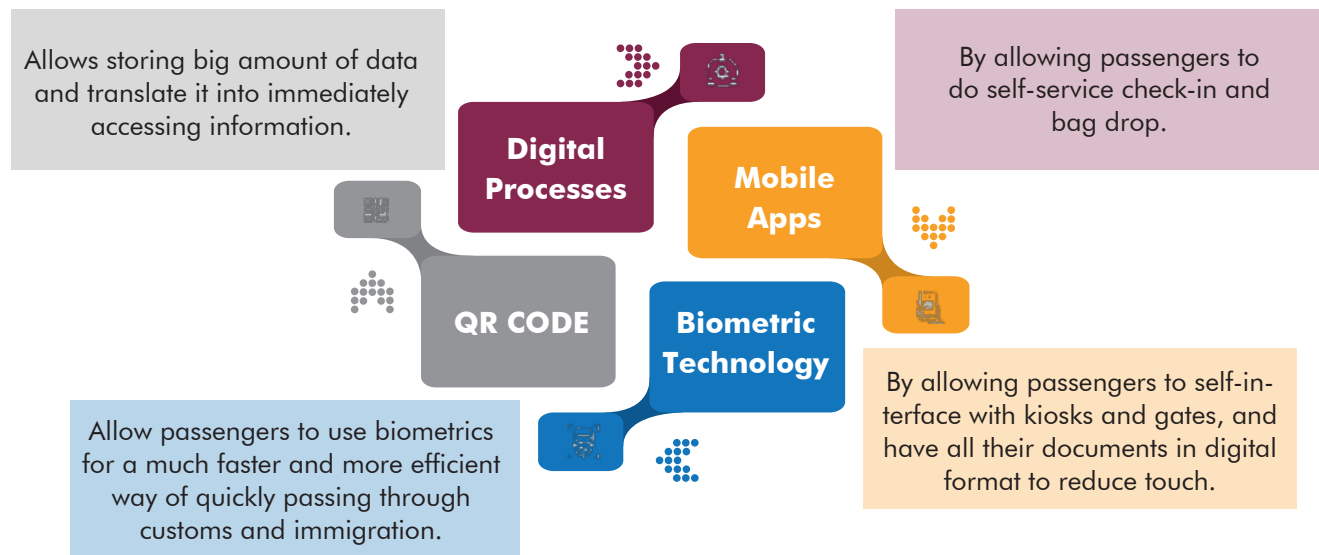 Allows storing big amount of data
and translate it into immediately
accessing information.
Digital
Processes
By allowing passengers to
do self-service check-in and
bag drop.
Mobile
Apps
QR CODE
Biometric
Technology
Allow passengers to use biometrics
for a much faster and more efficient
way of quickly passing through
customs and immigration.
By allowing passengers to self-in-
terface with kiosks and gates, and
have all their documents in digital
format to reduce touch.